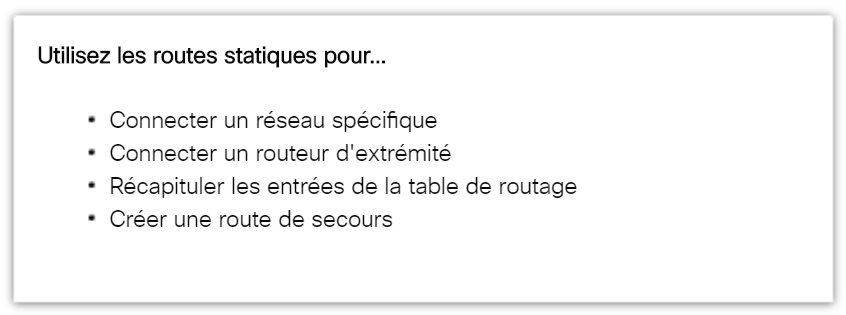 Utilisez les routes statiques pour...
• Connecter un réseau spécifique
• Connecter un routeur d'extrémité
• Récapituler les entrées de la table de routage
• Créer une route de secours